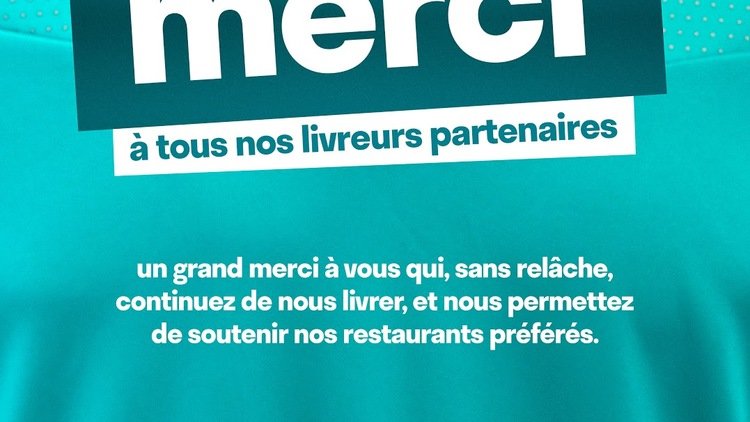 merci
à tous nos livreurs partenaires
un grand merci à vous qui, sans relâche,
continuez de nous livrer, et nous permettez
de soutenir nos restaurants préférés.